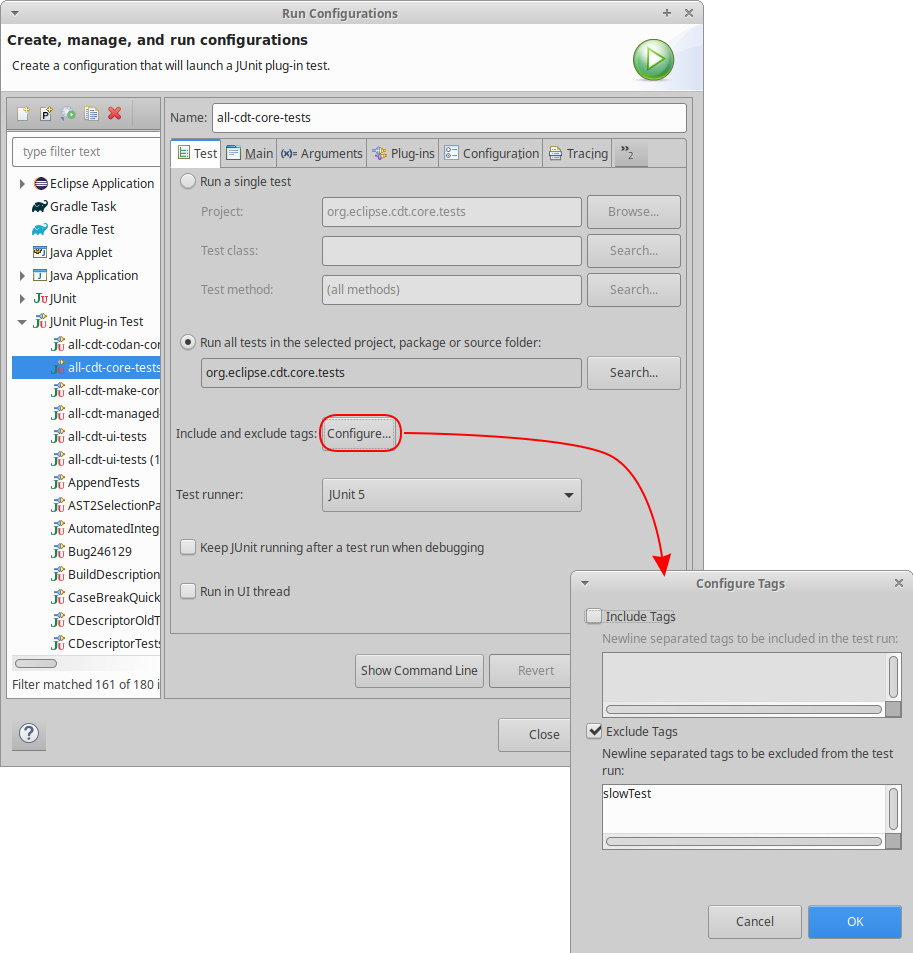 Run Configurations
Create, manage, and run configurations
Create a configuration that will launch a JUnit plug-in test.
type filter text
Eclipse Application
Gradle Task
Gradle Test
Java Applet
Java Application
JUnit
JUnit Plug-in Test
all-cdt-codan-cor
all-cdt-core-tests
all-cdt-make-cor
all-cdt-managed-
all-cdt-ui-tests
all-cdt-ui-tests (1
AppendTests
AST2SelectionPa
AutomatedInteg
Bug246129
BuildDescription
CaseBreakQuick
CDescriptorOldT
CDescriptorTests
Filter matched 161 of 180 i
Name: all-cdt-core-tests
Test Main (x)= Arguments Plug-ins Configuration Tracing »2
Run a single test
Project: org.eclipse.cdt.core.tests Browse...
Test class: Search...
Test method: (all methods) Search...
Run all tests in the selected project, package or source folder:
org.eclipse.cdt.core.tests Search...
Include and exclude tags: Configure...
Test runner: JUnit 5
Keep JUnit running after a test run when debugging
Run in UI thread
Show Command Line Revert
? Close
Configure Tags
Include Tags
Newline separated tags to be included in the test run:
Exclude Tags
Newline separated tags to be excluded from the test
run:
slowTest
Cancel OK